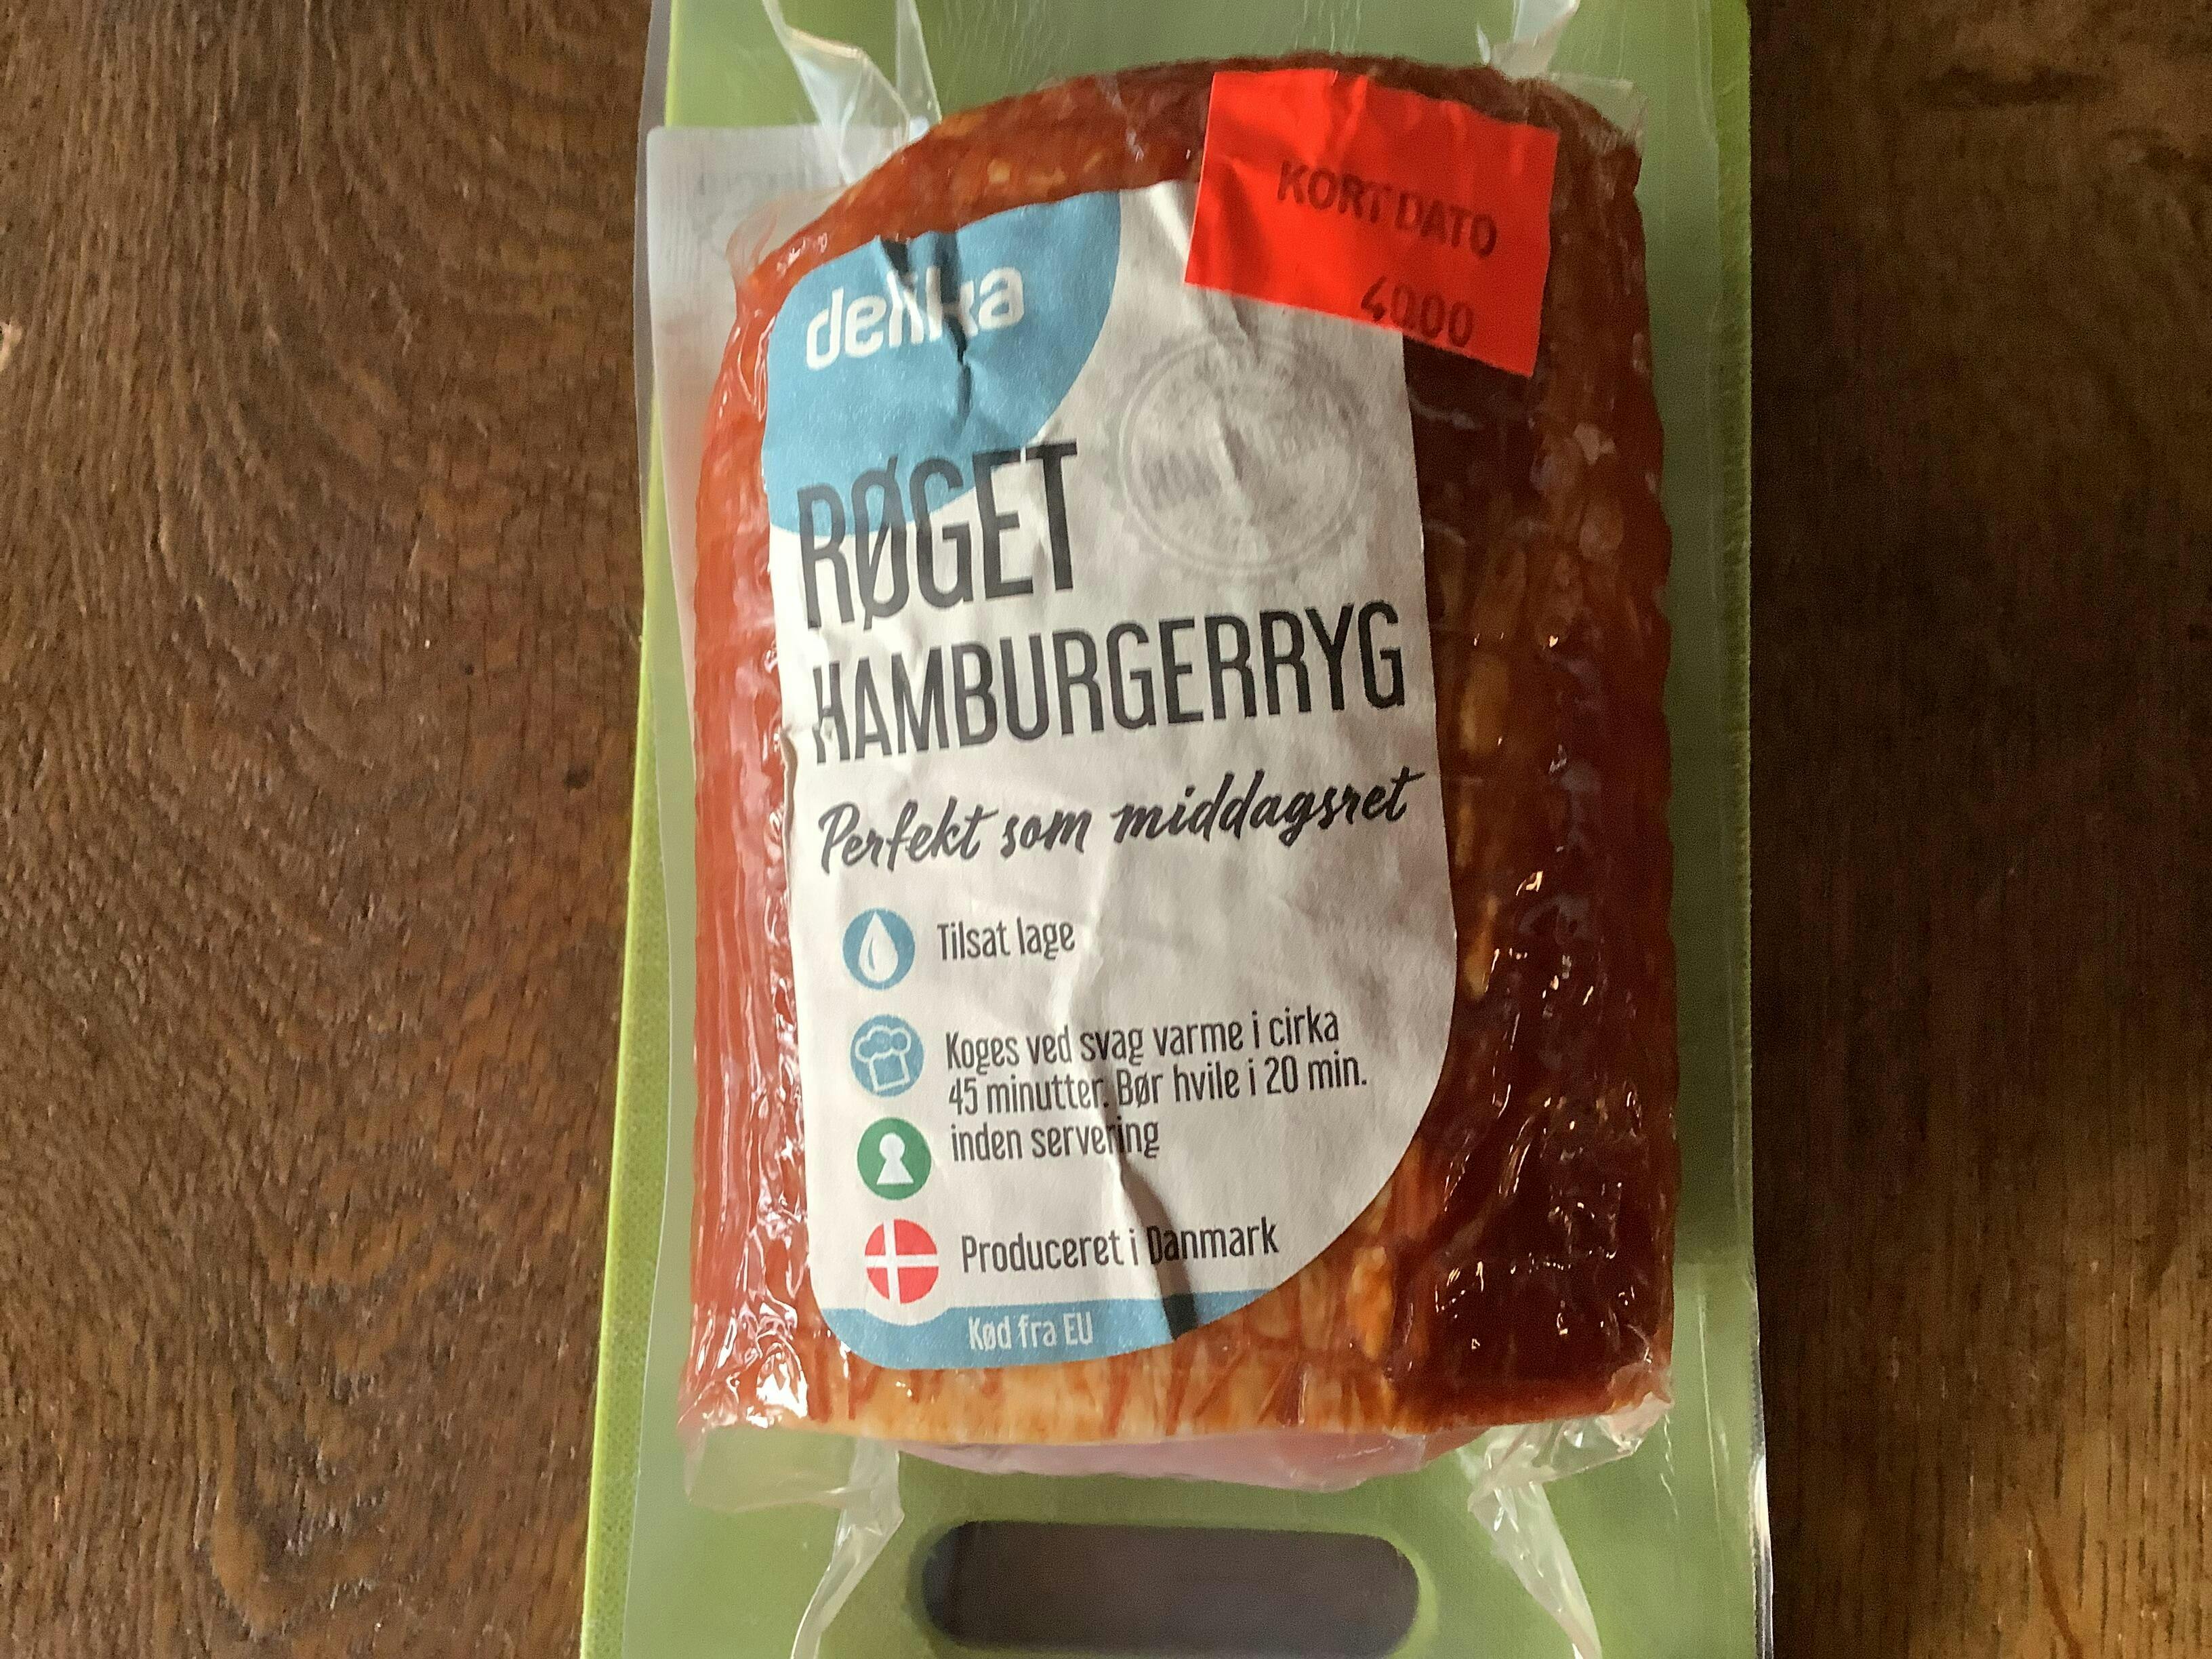 KORT DATO
4000
delika
RØGET
HAMBURGERRYG
Perfekt som middagsret
Tilsat lage
Koges ved svag varme i cirka
45 minutter. Bør hvile i 20 min.
inden servering
Produceret i Danmark
Kød fra EU